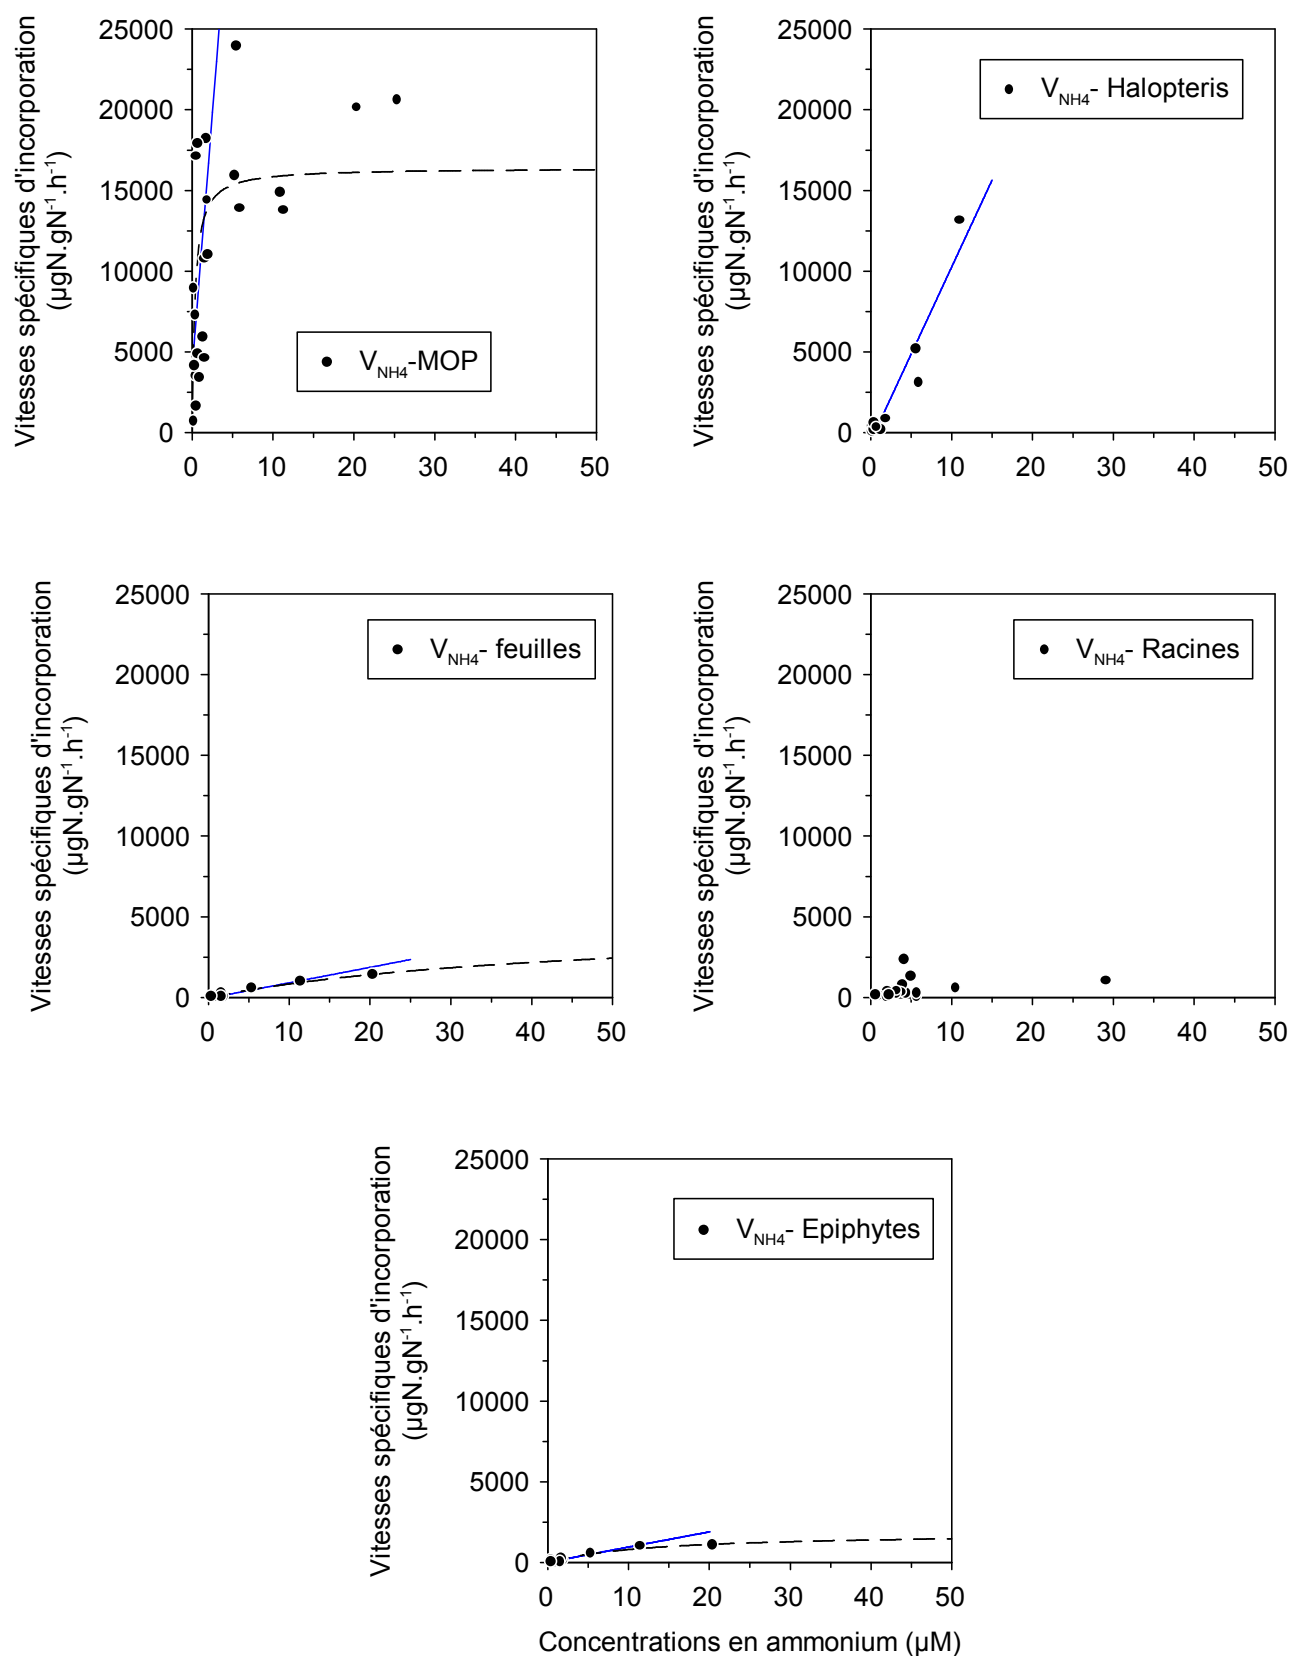 Vitesses spécifiques d'incorporation
(µgN.gN⁻¹.h⁻¹)
25000
20000
15000
10000
5000
0
V_NH4-MOP
0 10 20 30 40 50
Vitesses spécifiques d'incorporation
(µgN.gN⁻¹.h⁻¹)
25000
20000
15000
10000
5000
0
V_NH4- Halopteris
0 10 20 30 40 50
Vitesses spécifiques d'incorporation
(µgN.gN⁻¹.h⁻¹)
25000
20000
15000
10000
5000
0
V_NH4- feuilles
0 10 20 30 40 50
Vitesses spécifiques d'incorporation
(µgN.gN⁻¹.h⁻¹)
25000
20000
15000
10000
5000
0
V_NH4- Racines
0 10 20 30 40 50
Vitesses spécifiques d'incorporation
(µgN.gN⁻¹.h⁻¹)
25000
20000
15000
10000
5000
0
V_NH4- Epiphytes
0 10 20 30 40 50
Concentrations en ammonium (µM)